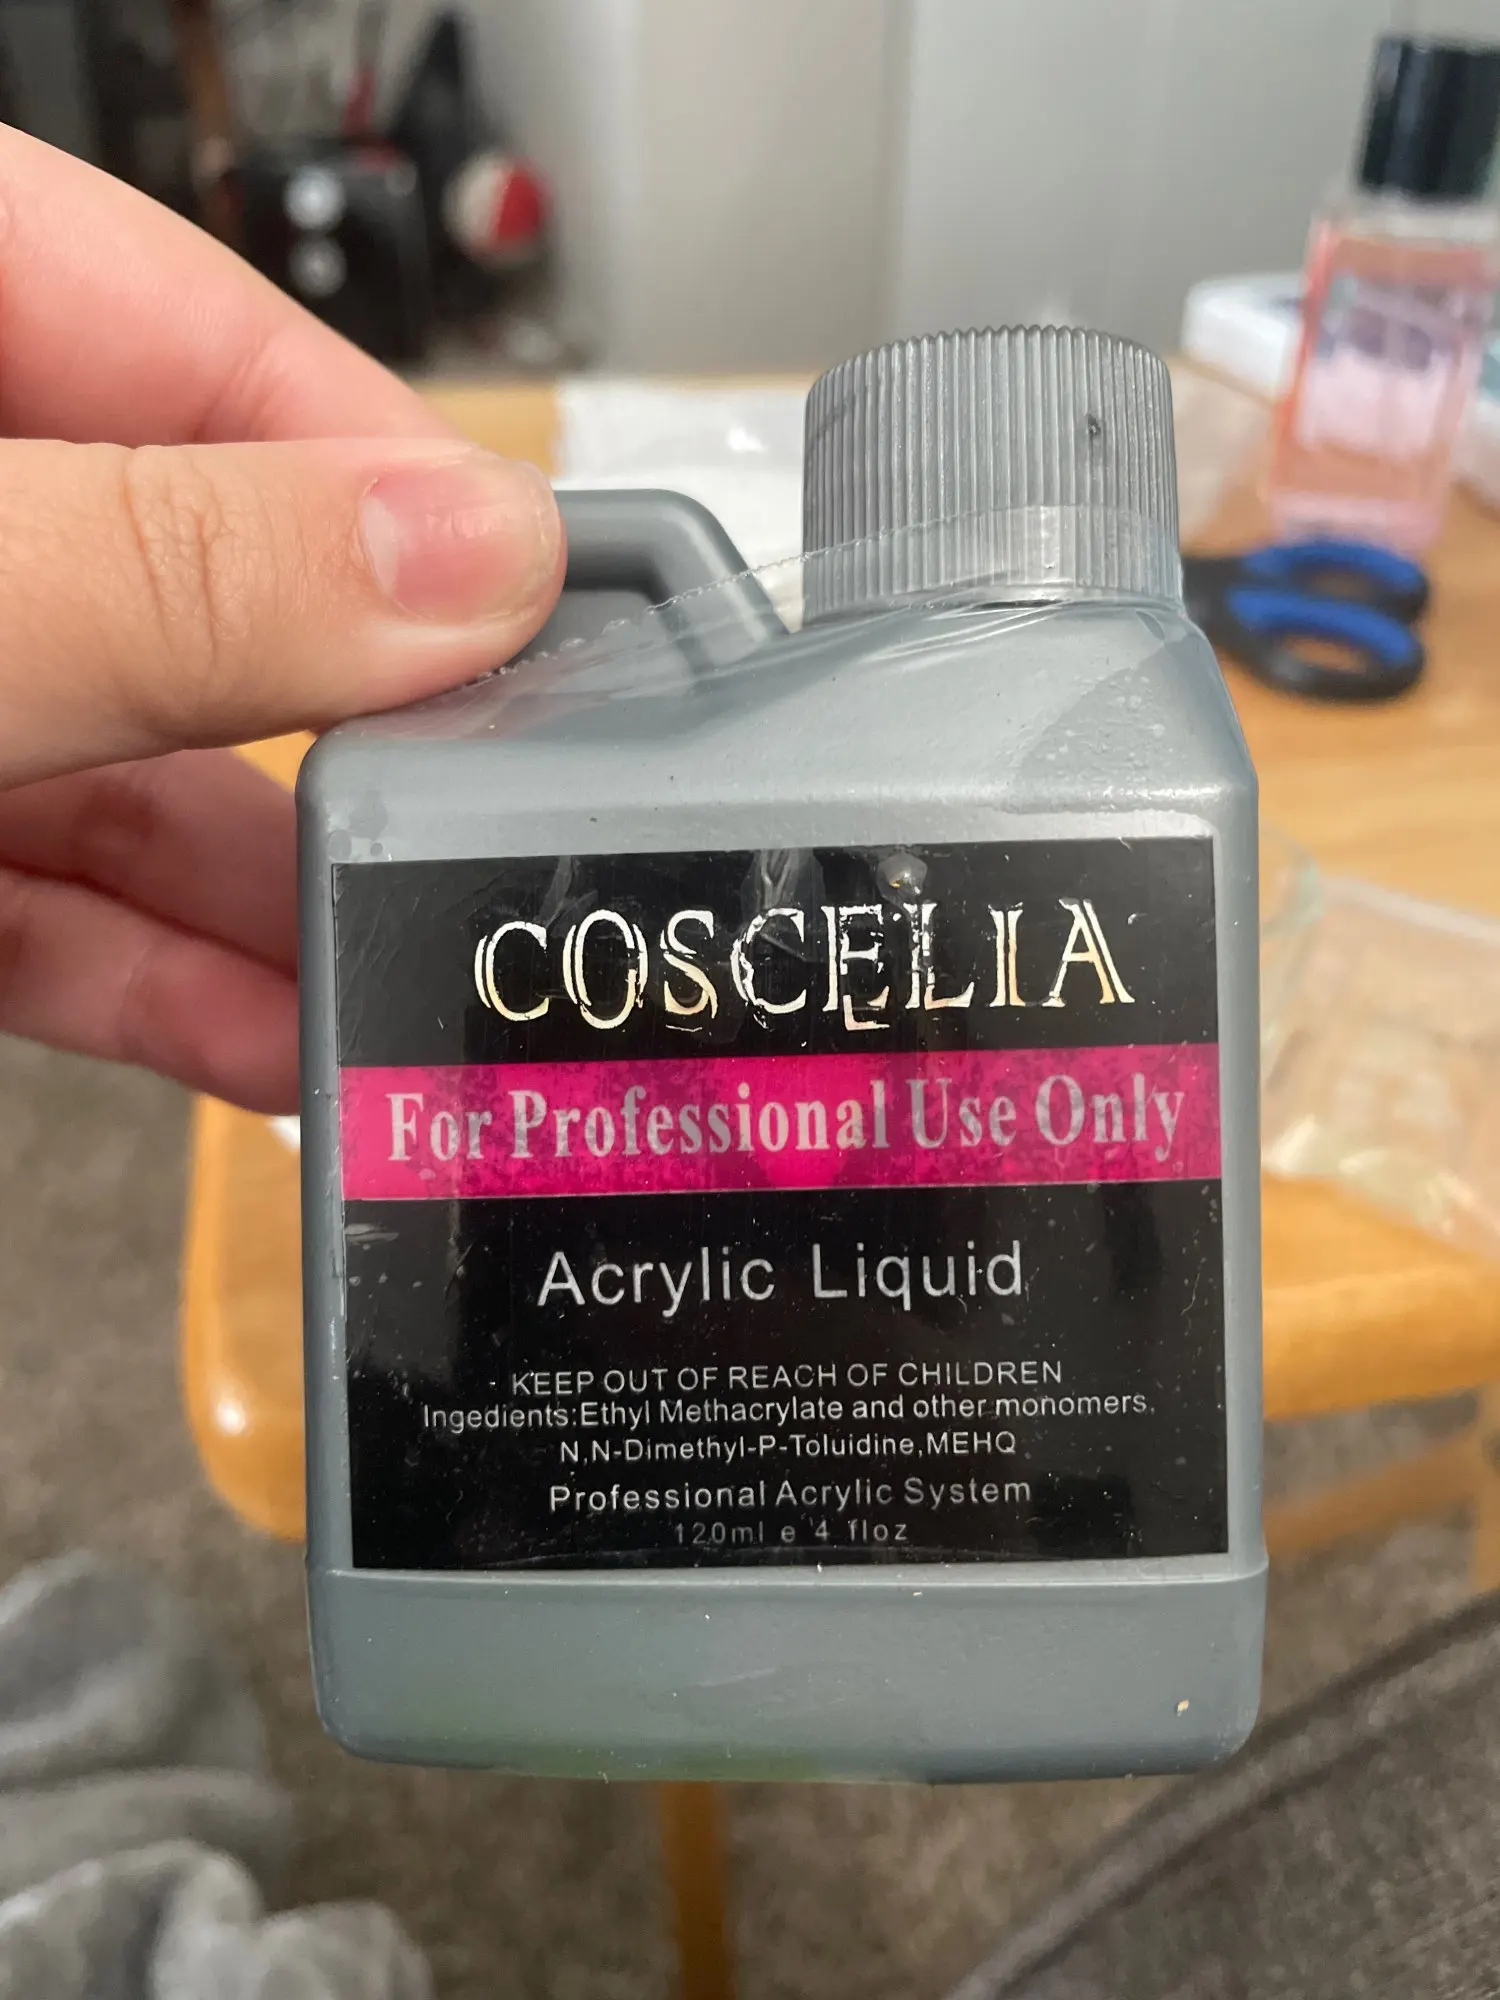 COSCELIA
For Professional Use Only
Acrylic Liquid
KEEP OUT OF REACH OF CHILDREN
Ingedients:Ethyl Methacrylate and other monomers.
N,N-Dimethyl-P-Toluidine,MEHQ
Professional Acrylic System
120ml e 4 floz